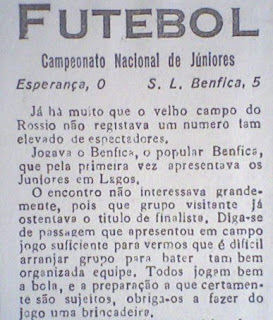 FUTEBOL
Campeonato Nacional de Júniores
Esperança, 0 S. L. Benfica, 5
Já há muito que o velho campo do
Rossio não registava um numero tam
elevado de espectadores.
Jogava o Benfica, o popular Benfica,
que pela primeira vez apresentava os
Júniores em Lagos.
O encontro não interessava grande-
mente, pois que grupo visitante já
ostentava o titulo de finalista. Diga-se
de passagem que apresentou em campo
jogo suficiente para vermos que é dificil
arranjar grupo para bater tam bem
organizada equipe. Todos jogam bem
a bola, e a preparação a que certamen-
te são sujeitos, obriga-os a fazer do
jogo uma brincadeira.